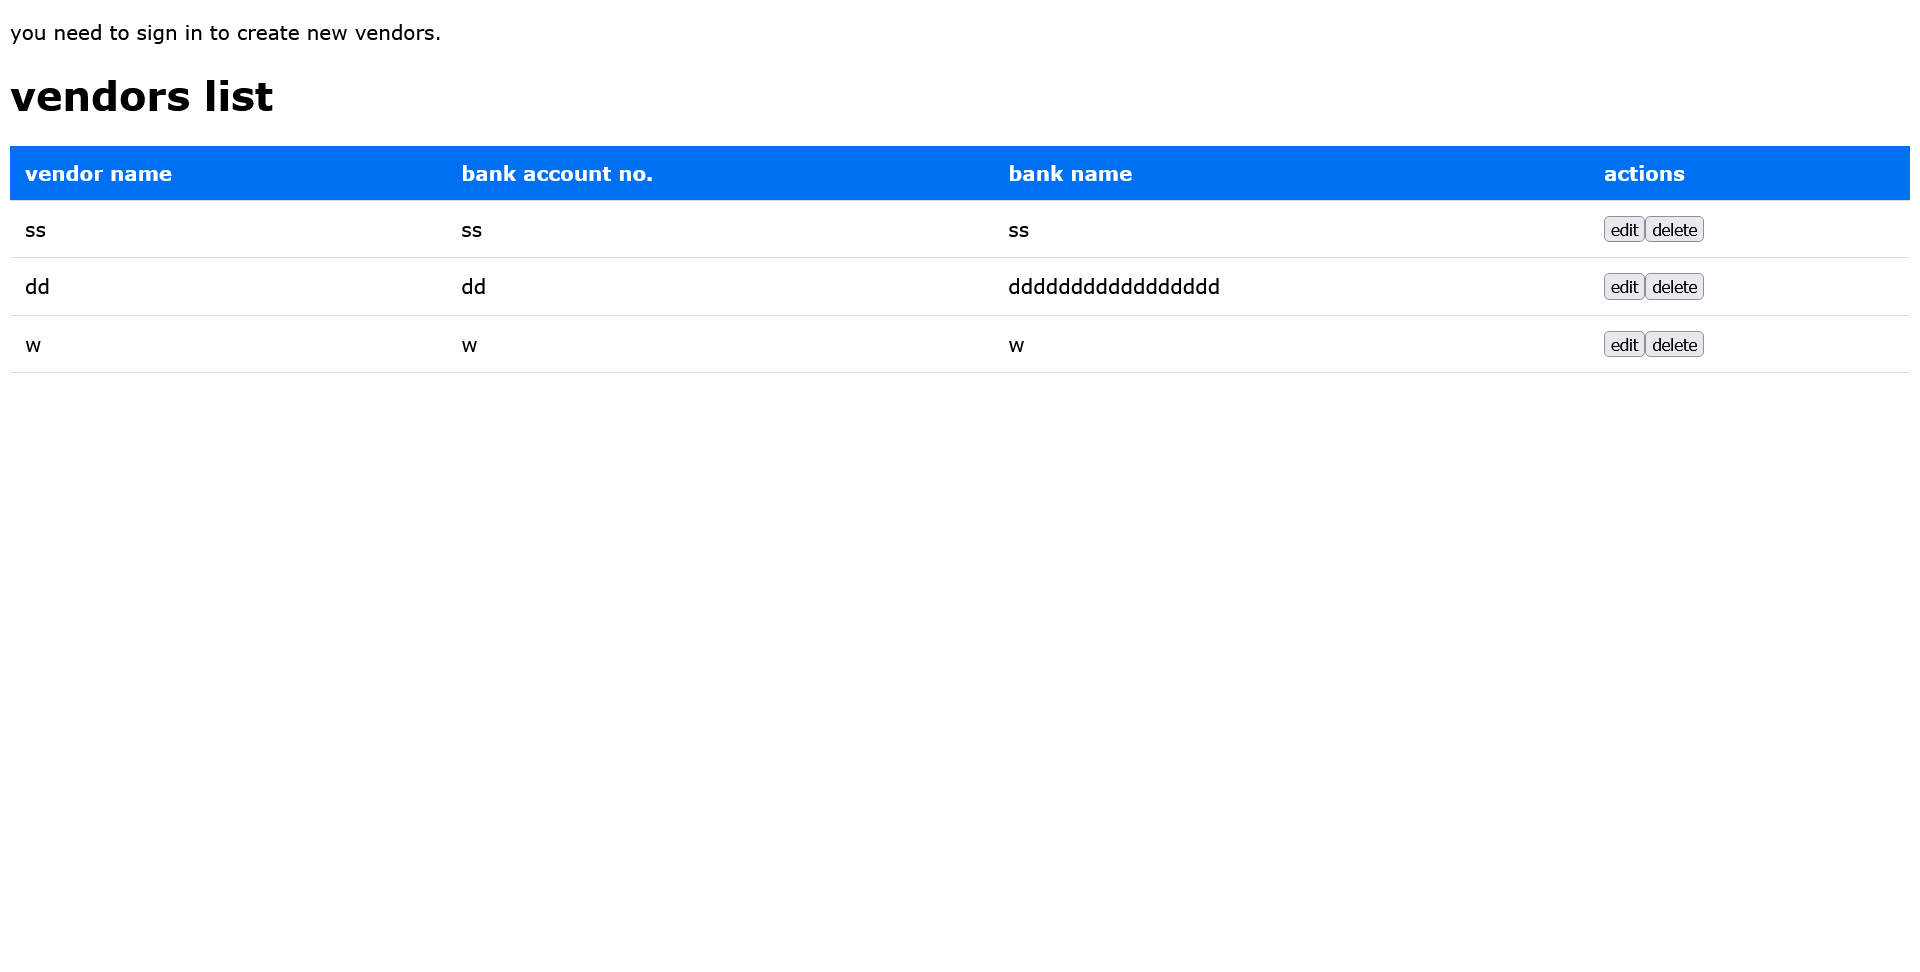 you need to sign in to create new vendors.
vendors list
vendor name bank account no. bank name actions
ss ss ss edit delete
dd dd ddddddddddddddddd edit delete
w w w edit delete